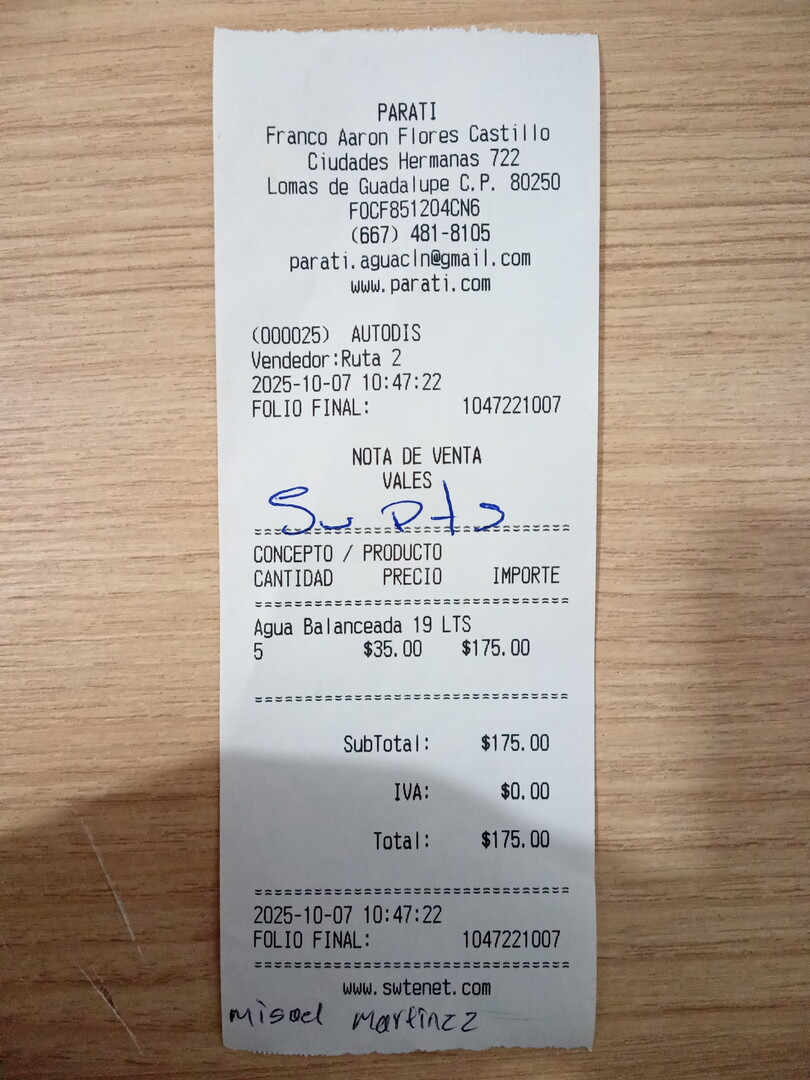 PARATI
Franco Aaron Flores Castillo
Ciudades Hermanas 722
Lomas de Guadalupe C.P. 80250
FOCF851204CN6
(667) 481-8105
parati.aguacln@gmail.com
www.parati.com
(000025) AUTODIS
Vendedor:Ruta 2
2025-10-07 10:47:22
FOLIO FINAL: 1047221007
NOTA DE VENTA
VALES
CONCEPTO / PRODUCTO
CANTIDAD PRECIO IMPORTE
Agua Balanceada 19 LTS
5 $35.00 $175.00
SubTotal: $175.00
IVA: $0.00
Total: $175.00
2025-10-07 10:47:22
FOLIO FINAL: 1047221007
www.swtenet.com
misael martinez